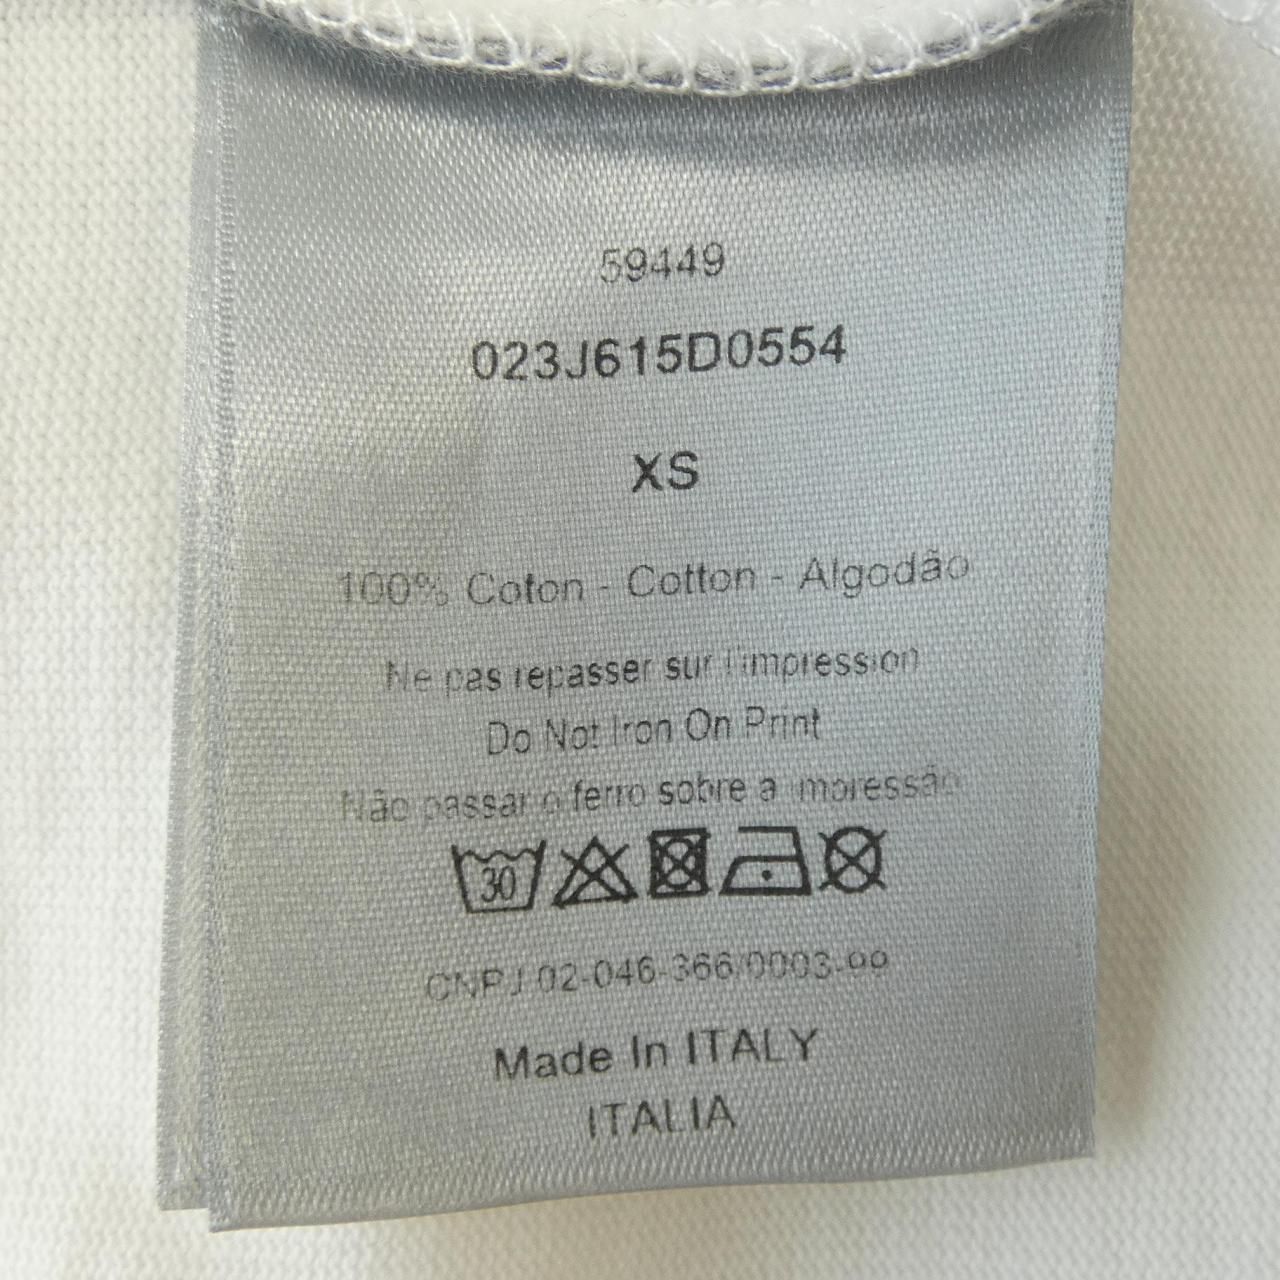 59449
023J615D0554
XS
100% Coton - Cotton - Algodão
Ne pas repasser sur l'impression
Do Not Iron On Print
Não passar o ferro sobre a impressão
30
CNPJ 02-046-366/0003-99
Made In ITALY
ITALIA